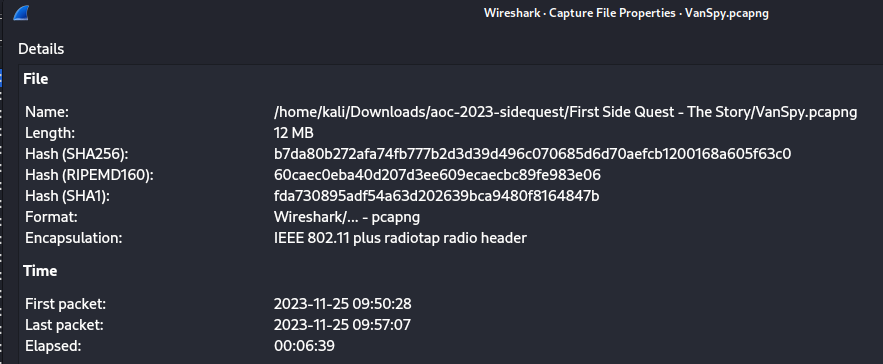 Wireshark · Capture File Properties · VanSpy.pcapng
Details
File
Name: /home/kali/Downloads/aoc-2023-sidequest/First Side Quest - The Story/VanSpy.pcapng
Length: 12 MB
Hash (SHA256): b7da80b272afa74fb777b2d3d39d496c070685d6d70aefcb1200168a605f63c0
Hash (RIPEMD160): 60caec0eba40d207d3ee609ecaecbc89fe983e06
Hash (SHA1): fda730895adf54a63d202639bca9480f8164847b
Format: Wireshark/... - pcapng
Encapsulation: IEEE 802.11 plus radiotap radio header
Time
First packet: 2023-11-25 09:50:28
Last packet: 2023-11-25 09:57:07
Elapsed: 00:06:39